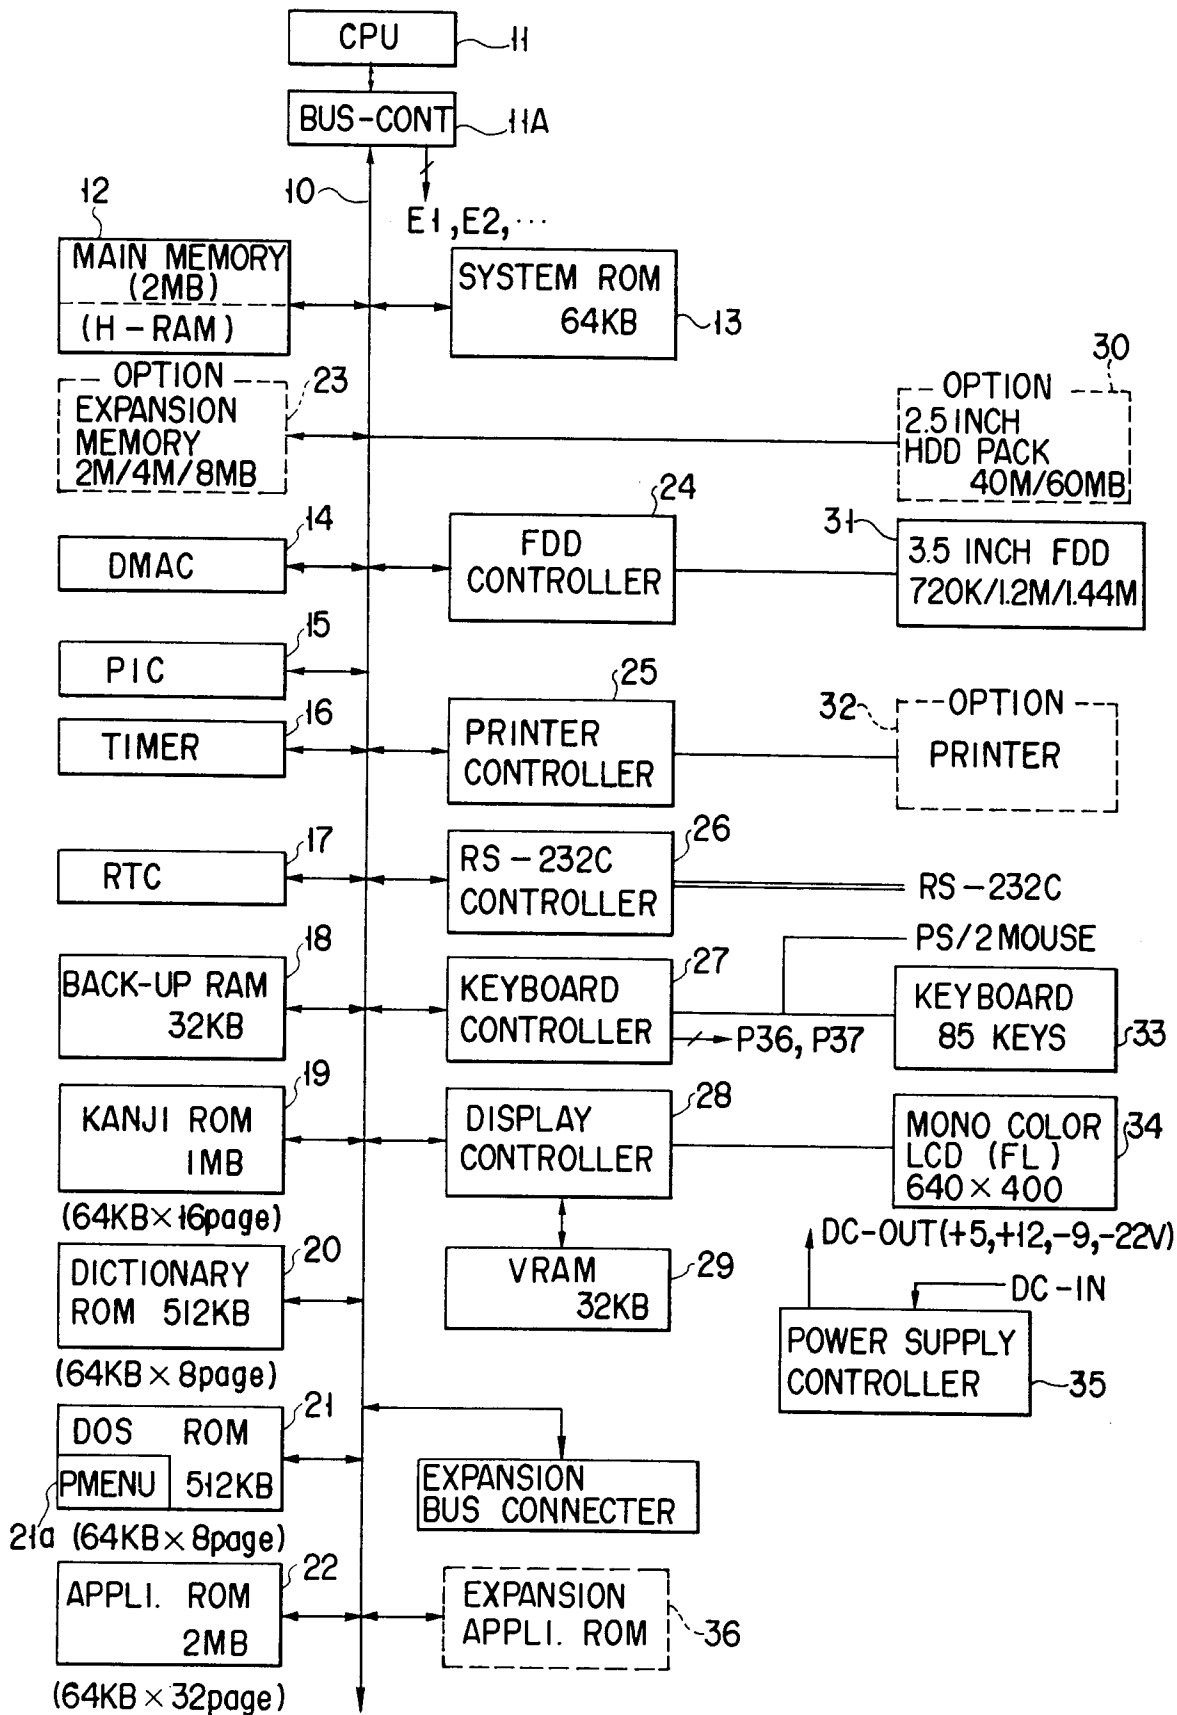 CPU
11
BUS-CONT
11A
10
E1, E2, ···
12
MAIN MEMORY
(2MB)
(H-RAM)
SYSTEM ROM
64KB
13
OPTION
23
EXPANSION
MEMORY
2M/4M/8MB
30
OPTION
2.5 INCH
HDD PACK
40M/60MB
14
DMAC
24
FDD
CONTROLLER
31
3.5 INCH FDD
720K/1.2M/1.44M
15
PIC
16
TIMER
25
PRINTER
CONTROLLER
32
OPTION
PRINTER
17
RTC
26
RS-232C
CONTROLLER
RS-232C
18
BACK-UP RAM
32KB
27
KEYBOARD
CONTROLLER
PS/2 MOUSE
P36, P37
KEYBOARD
85 KEYS
33
19
KANJI ROM
1MB
(64KB×16page)
28
DISPLAY
CONTROLLER
MONO COLOR
LCD (FL)
640×400
34
20
DICTIONARY
ROM 512KB
(64KB×8page)
VRAM
32KB
29
DC-OUT(+5,+12,-9,-22V)
DC-IN
POWER SUPPLY
CONTROLLER
35
21
DOS ROM
PMENU 512KB
21a (64KB×8page)
EXPANSION
BUS CONNECTER
22
APPLI. ROM
2MB
(64KB×32page)
EXPANSION
APPLI. ROM
36